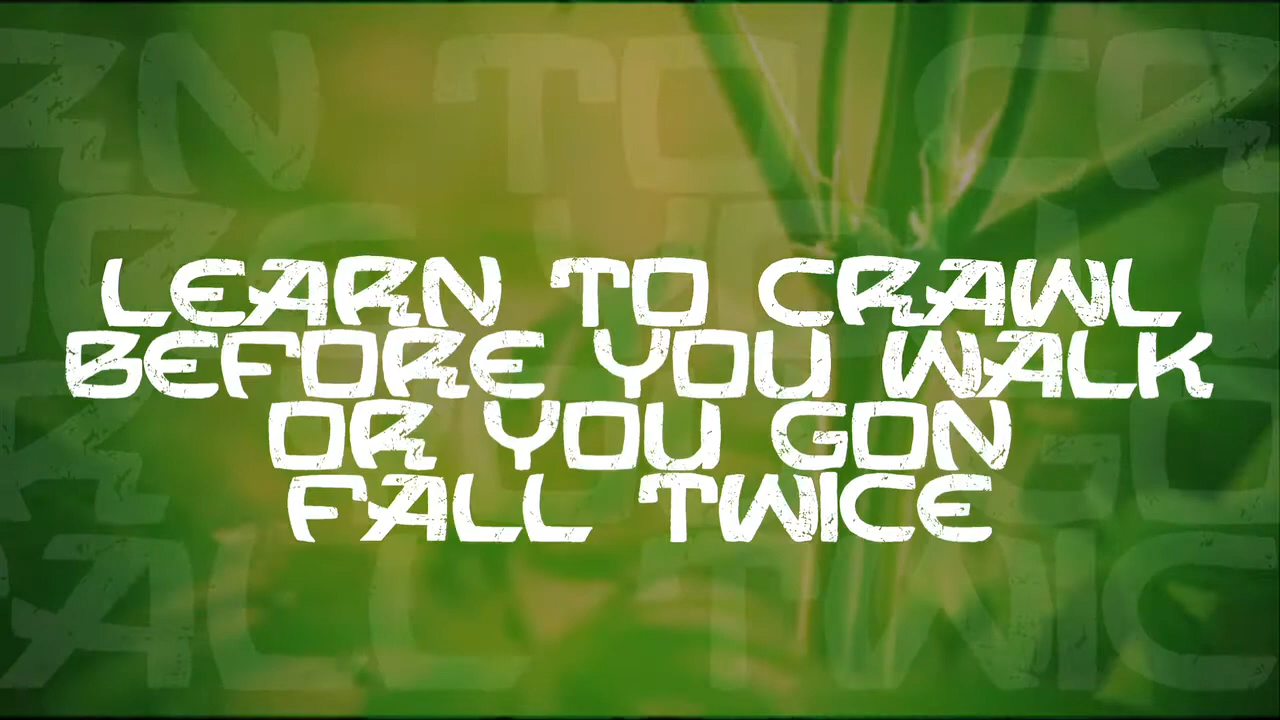 LEARN TO CRAWL
BEFORE YOU WALK
OR YOU GON
FALL TWICE